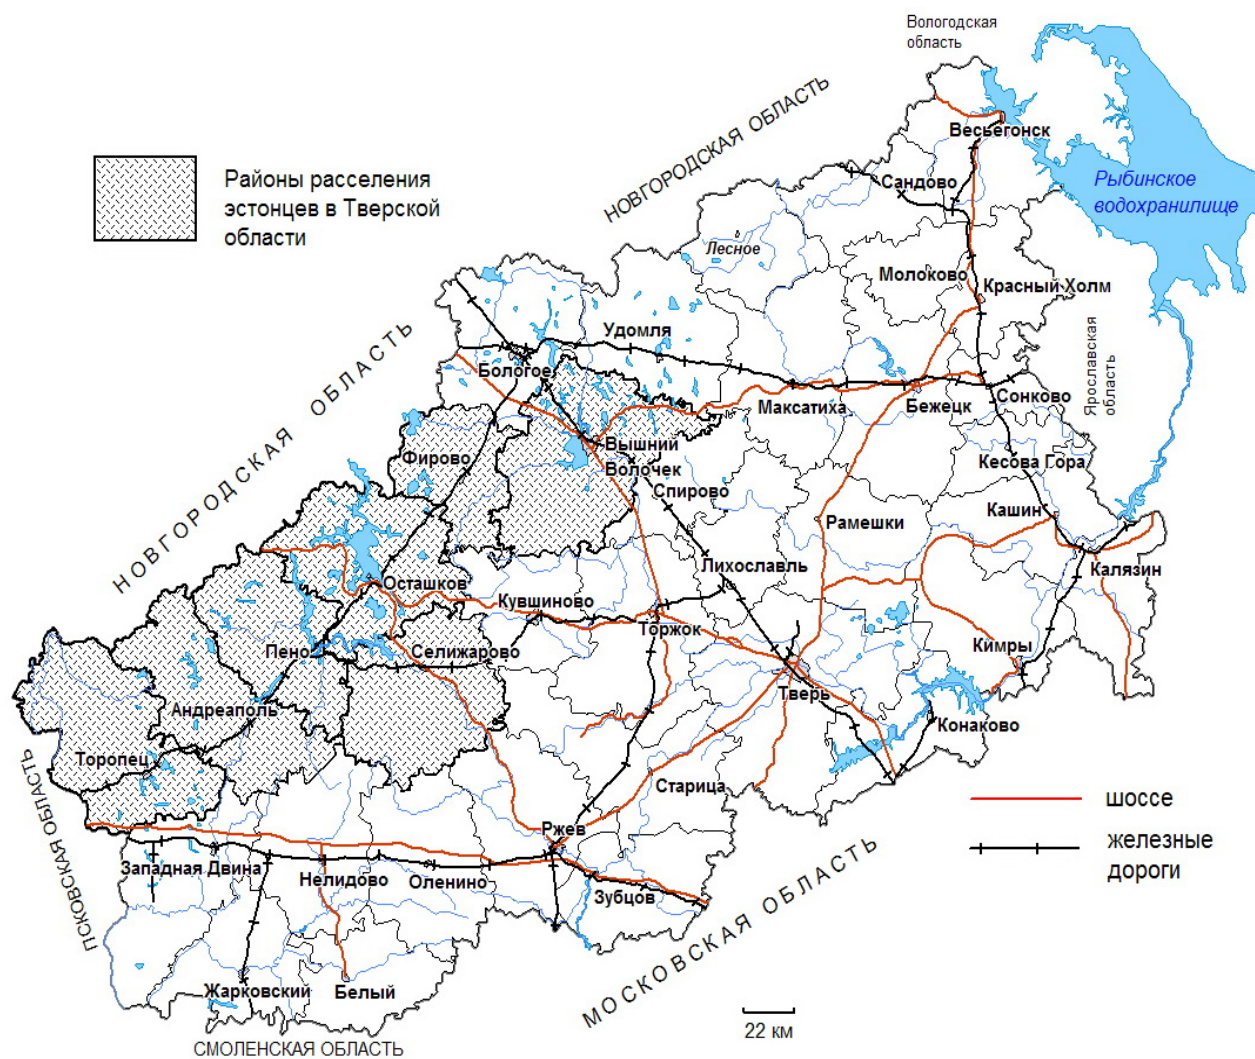 Вологодская
область
НОВГОРОДСКАЯ ОБЛАСТЬ
Весьегонск
Районы расселения
эстонцев в Тверской
области
Сандово
Рыбинское
водохранилище
Лесное
Молоково
Красный Холм
НОВГОРОДСКАЯ ОБЛАСТЬ
Удомля
Ярославская
область
Бологое
Максатиха
Бежецк
Сонково
Вышний
Волочек
Фирово
Кесова Гора
Спирово
Кашин
Рамешки
Лихославль
Калязин
Осташков
Кувшиново
Торжок
Пено
Селижарово
Кимры
Тверь
Андреаполь
Конаково
Торопец
Старица
шоссе
ПСКОВСКАЯ ОБЛАСТЬ
Ржев
железные
дороги
Западная Двина
Нелидово
Оленино
Зубцов
МОСКОВСКАЯ ОБЛАСТЬ
Жарковский
Белый
22 км
СМОЛЕНСКАЯ ОБЛАСТЬ